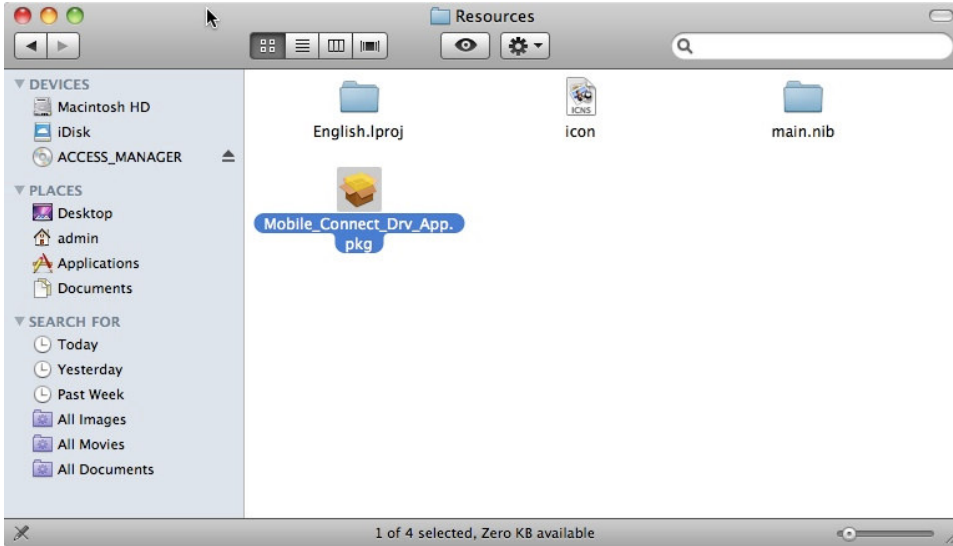 Resources
DEVICES
Macintosh HD
iDisk
ACCESS_MANAGER
PLACES
Desktop
admin
Applications
Documents
SEARCH FOR
Today
Yesterday
Past Week
All Images
All Movies
All Documents
English.lproj
ICNS
icon
main.nib
Mobile_Connect_Drv_App.
pkg
1 of 4 selected, Zero KB available